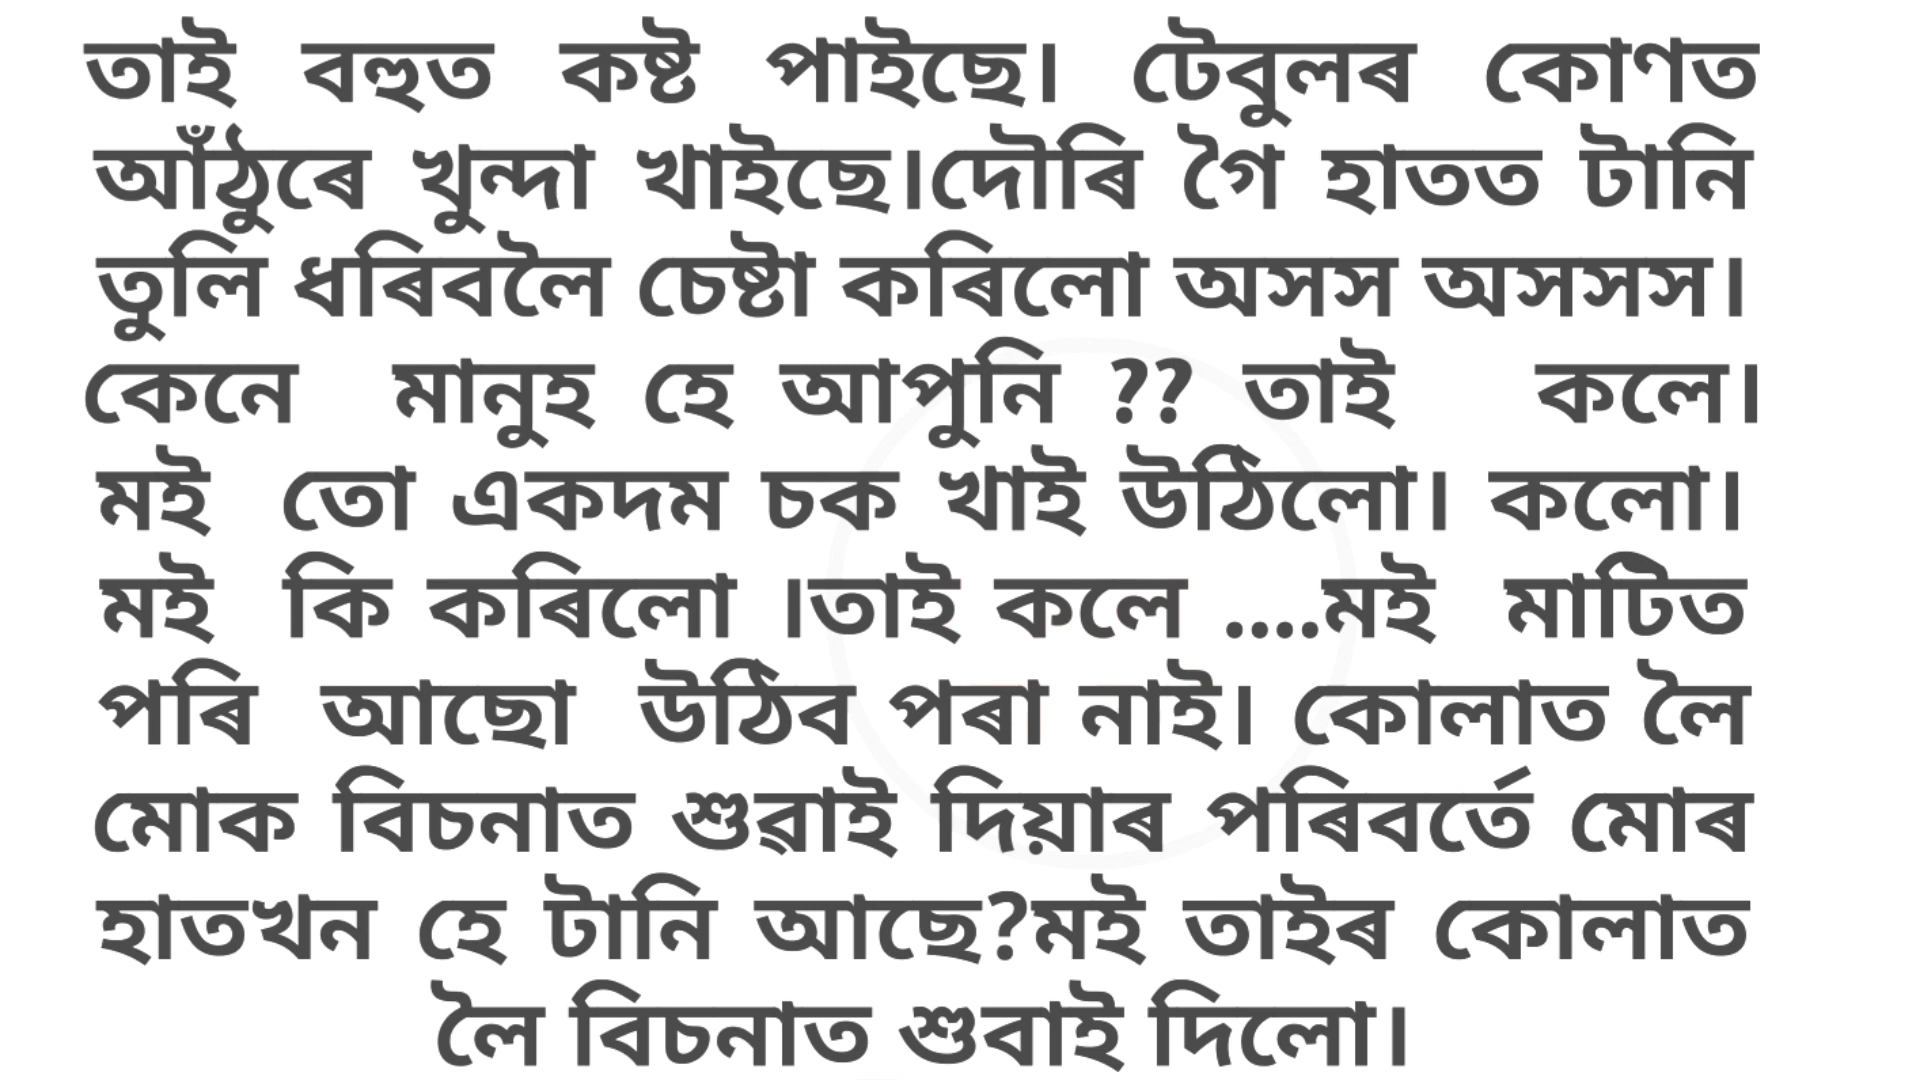 তাই বহুত কষ্ট পাইছে। টেবুলৰ কোণত
আঁঠুৰে খুন্দা খাইছে।দৌৰি গৈ হাতত টানি
তুলি ধৰিবলৈ চেষ্টা কৰিলো অসস অসসস।
কেনে মানুহ হে আপুনি ?? তাই কলে।
মই তো একদম চক খাই উঠিলো। কলো।
মই কি কৰিলো ।তাই কলে ....মই মাটিত
পৰি আছো উঠিব পৰা নাই। কোলাত লৈ
মোক বিচনাত শুৱাই দিয়াৰ পৰিবৰ্তে মোৰ
হাতখন হে টানি আছে?মই তাইৰ কোলাত
লৈ বিচনাত শুবাই দিলো।